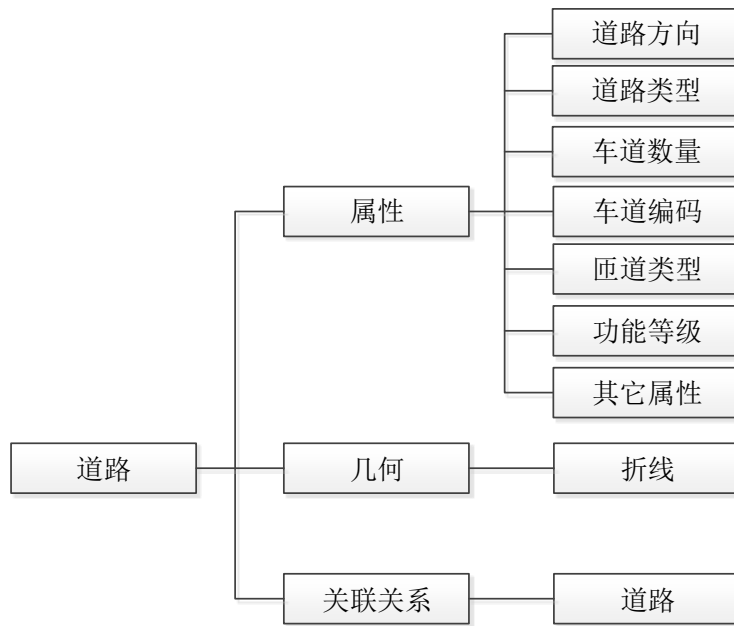 道路方向
道路类型
车道数量
属性
车道编码
匝道类型
功能等级
其它属性
道路
几何
折线
关联关系
道路